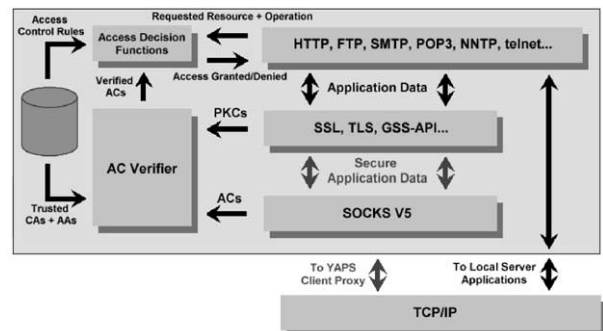 Access
Control Rules
Access Decision
Functions
Requested Resource + Operation
HTTP, FTP, SMTP, POP3, NNTP, telnet...
Verified
ACs
Access Granted/Denied
Application Data
PKCs
SSL, TLS, GSS-API...
AC Verifier
Secure
Application Data
Trusted
CAs + AAs
ACs
SOCKS V5
To YAPS
Client Proxy
To Local Server
Applications
TCP/IP